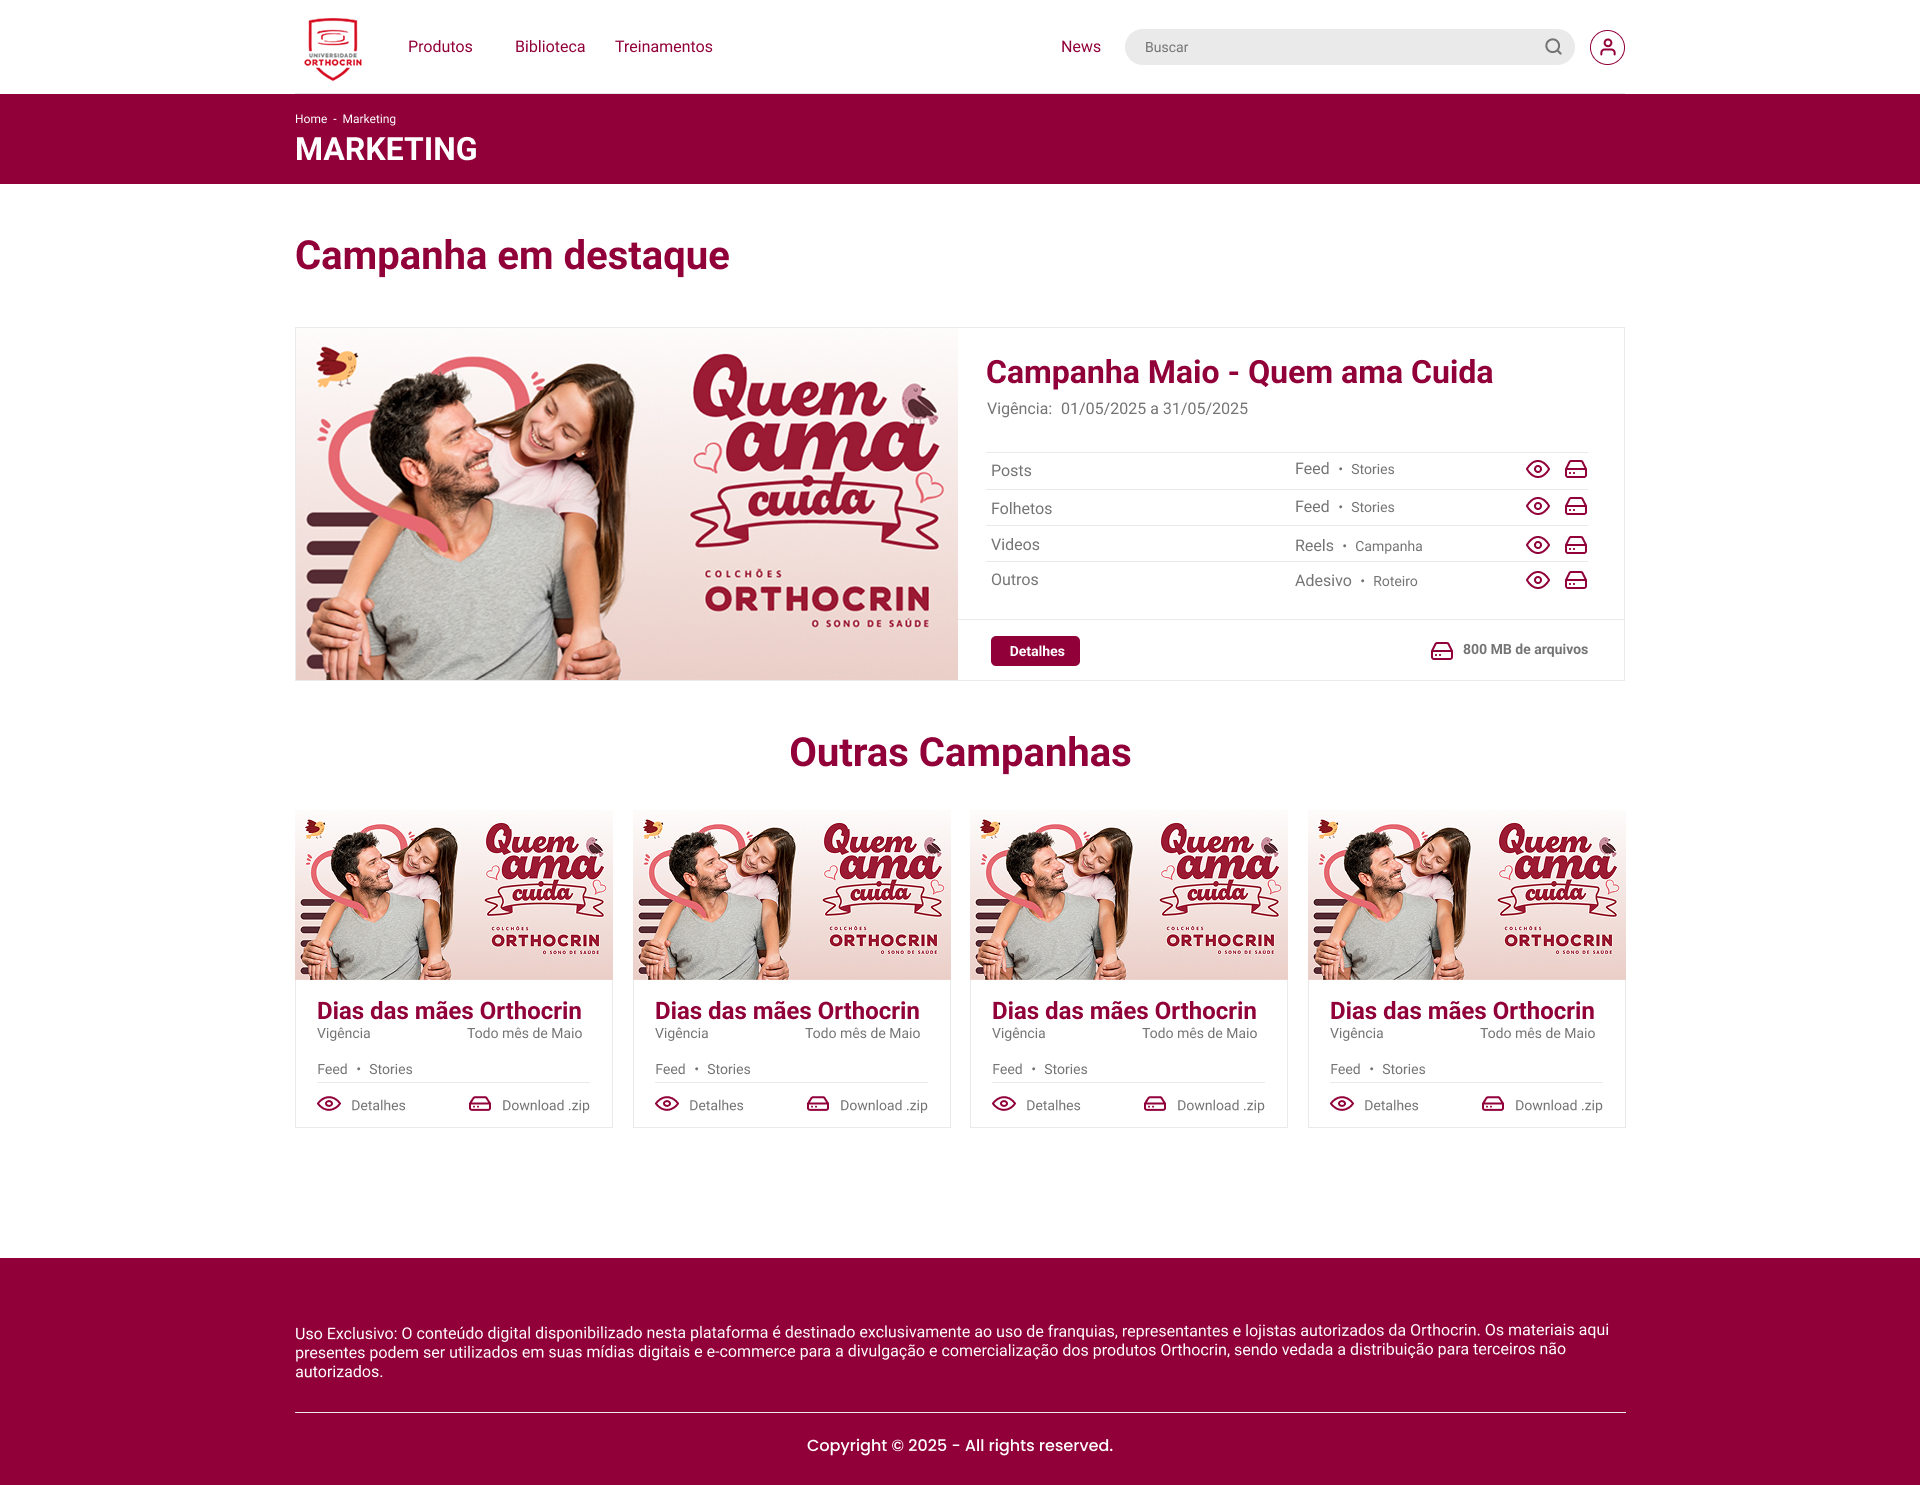 UNIVERSIDADE
ORTHOCRIN
Produtos
Biblioteca
Treinamentos
News
Buscar
Home - Marketing
MARKETING
Campanha em destaque
Quem
ama
cuida
COLCHÕES
ORTHOCRIN
O SONO DE SAÚDE
Campanha Maio - Quem ama Cuida
Vigência: 01/05/2025 a 31/05/2025
Posts
Feed • Stories
Folhetos
Feed • Stories
Videos
Reels • Campanha
Outros
Adesivo • Roteiro
Detalhes
800 MB de arquivos
Outras Campanhas
Quem
ama
cuida
COLCHÕES
ORTHOCRIN
O SONO DE SAÚDE
Dias das mães Orthocrin
Vigência
Todo mês de Maio
Feed • Stories
Detalhes
Download .zip
Quem
ama
cuida
COLCHÕES
ORTHOCRIN
O SONO DE SAÚDE
Dias das mães Orthocrin
Vigência
Todo mês de Maio
Feed • Stories
Detalhes
Download .zip
Quem
ama
cuida
COLCHÕES
ORTHOCRIN
O SONO DE SAÚDE
Dias das mães Orthocrin
Vigência
Todo mês de Maio
Feed • Stories
Detalhes
Download .zip
Quem
ama
cuida
COLCHÕES
ORTHOCRIN
O SONO DE SAÚDE
Dias das mães Orthocrin
Vigência
Todo mês de Maio
Feed • Stories
Detalhes
Download .zip
Uso Exclusivo: O conteúdo digital disponibilizado nesta plataforma é destinado exclusivamente ao uso de franquias, representantes e lojistas autorizados da Orthocrin. Os materiais aqui
presentes podem ser utilizados em suas mídias digitais e e-commerce para a divulgação e comercialização dos produtos Orthocrin, sendo vedada a distribuição para terceiros não
autorizados.
Copyright © 2025 - All rights reserved.